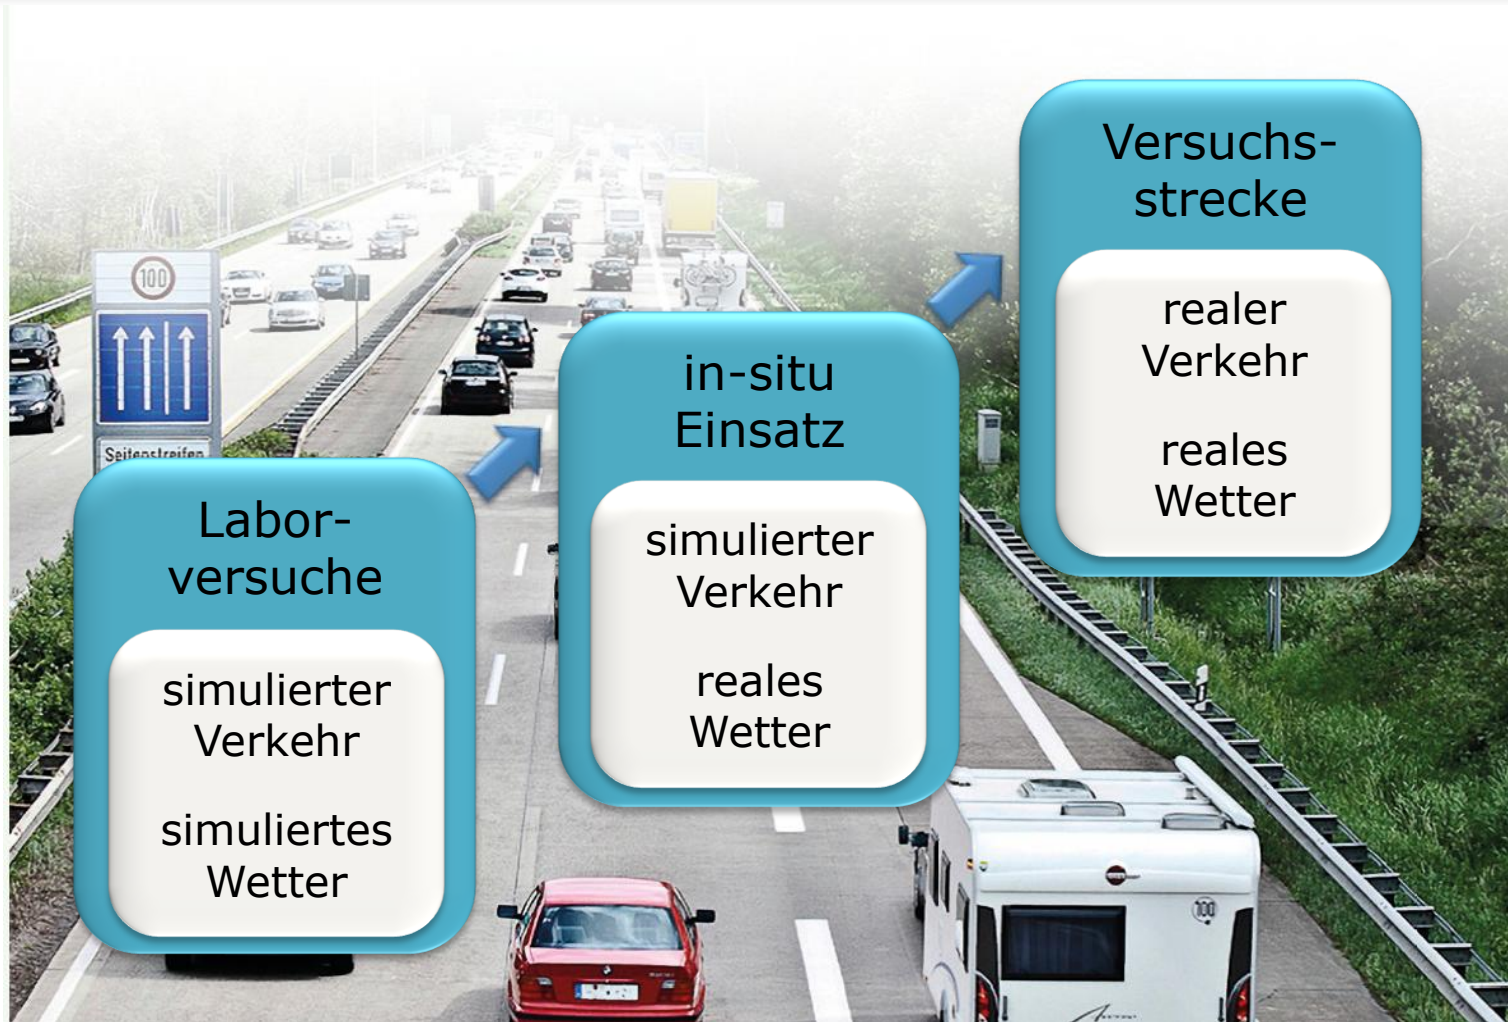 Versuchs-
strecke
realer
Verkehr
reales
Wetter
in-situ
Einsatz
simulierter
Verkehr
reales
Wetter
Labor-
versuche
simulierter
Verkehr
simuliertes
Wetter
100
Seitenstreifen
100